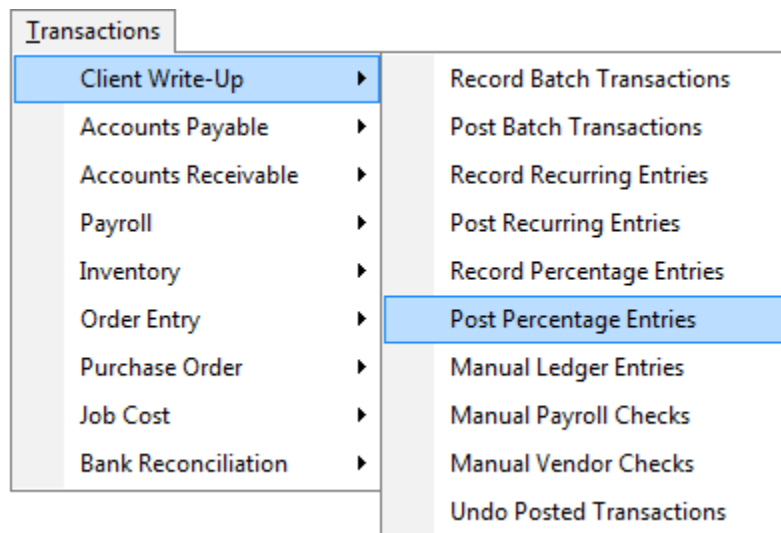 Transactions
Client Write-Up
Accounts Payable
Accounts Receivable
Payroll
Inventory
Order Entry
Purchase Order
Job Cost
Bank Reconciliation
Record Batch Transactions
Post Batch Transactions
Record Recurring Entries
Post Recurring Entries
Record Percentage Entries
Post Percentage Entries
Manual Ledger Entries
Manual Payroll Checks
Manual Vendor Checks
Undo Posted Transactions